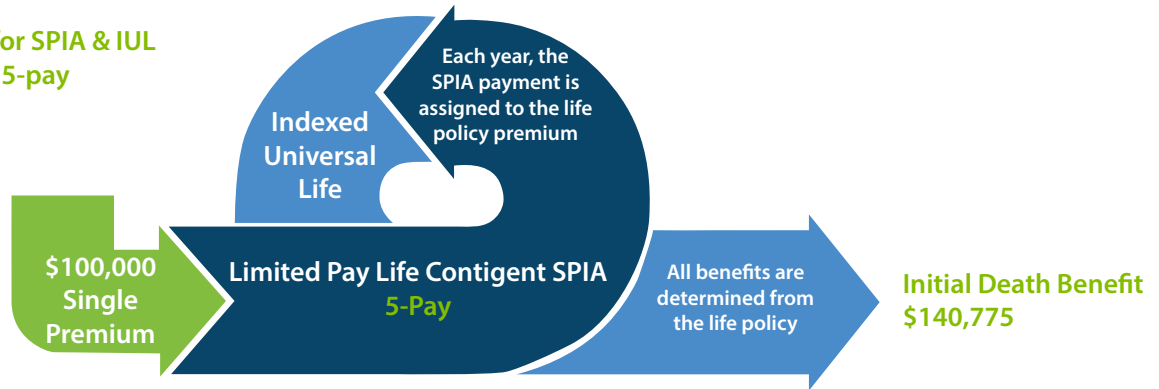 or SPIA & IUL
5-pay
Each year, the
SPIA payment is
assigned to the life
policy premium
Indexed
Universal
Life
$100,000
Single
Premium
Limited Pay Life Contigent SPIA
5-Pay
All benefits are
determined from
the life policy
Initial Death Benefit
$140,775